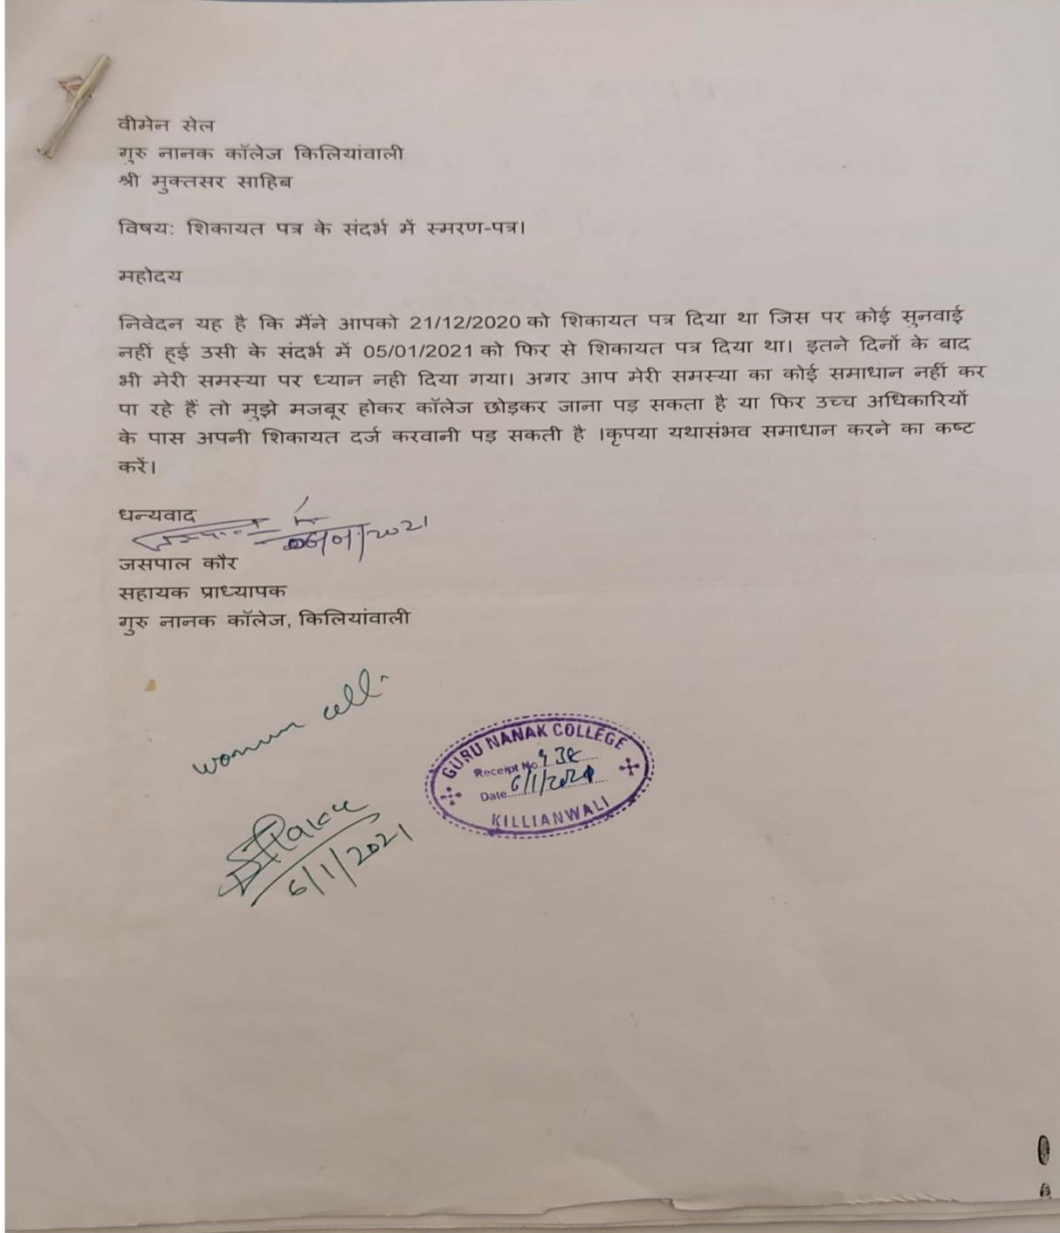 वीमेन सेल
गुरु नानक कॉलेज किलियांवाली
श्री मुक्तसर साहिब
विषय: शिकायत पत्र के संदर्भ में स्मरण-पत्र।
महोदय
निवेदन यह है कि मैंने आपको 21/12/2020 को शिकायत पत्र दिया था जिस पर कोई सुनवाई
नहीं हुई उसी के संदर्भ में 05/01/2021 को फिर से शिकायत पत्र दिया था। इतने दिनों के बाद
भी मेरी समस्या पर ध्यान नही दिया गया। अगर आप मेरी समस्या का कोई समाधान नहीं कर
पा रहे हैं तो मुझे मजबूर होकर कॉलेज छोड़कर जाना पड़ सकता है या फिर उच्च अधिकारियों
के पास अपनी शिकायत दर्ज करवानी पड़ सकती है ।कृपया यथासंभव समाधान करने का कष्ट
करें।
धन्यवाद
06/01/2021
जसपाल कौर
सहायक प्राध्यापक
गुरु नानक कॉलेज, किलियांवाली
women cell
GURU NANAK COLLEGE
Receipt No.
Date 6/1/2021
KILLIANWALI
6/1/2021